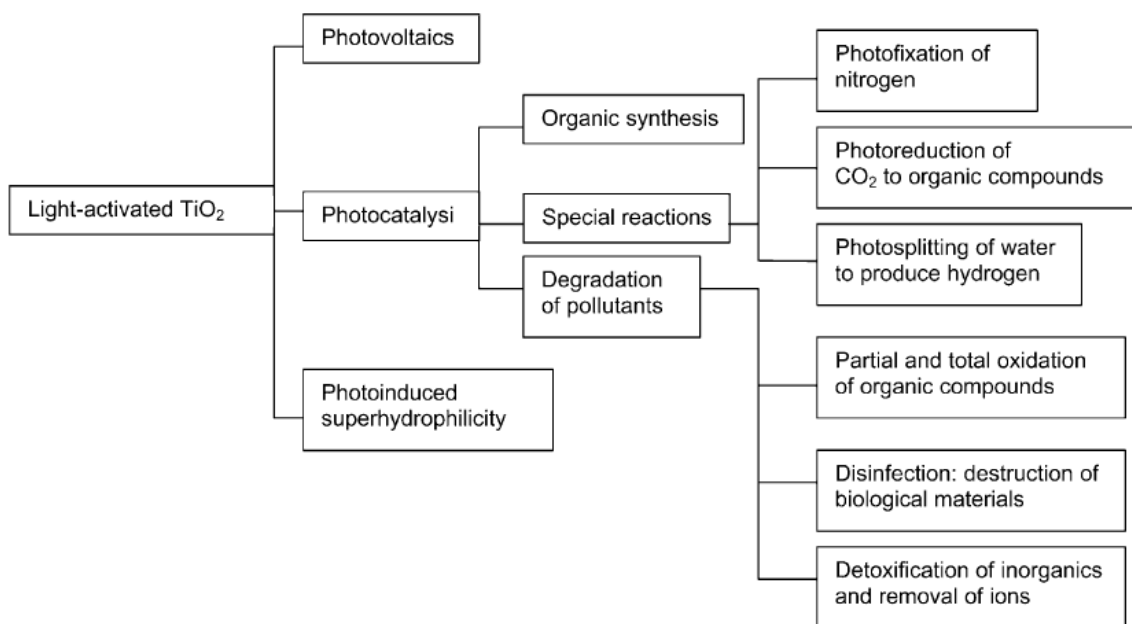 Photovoltaics
Photofixation of
nitrogen
Organic synthesis
Photoreduction of
CO₂ to organic compounds
Light-activated TiO₂
Photocatalysi
Special reactions
Photosplitting of water
to produce hydrogen
Degradation
of pollutants
Partial and total oxidation
of organic compounds
Photoinduced
superhydrophilicity
Disinfection: destruction of
biological materials
Detoxification of inorganics
and removal of ions